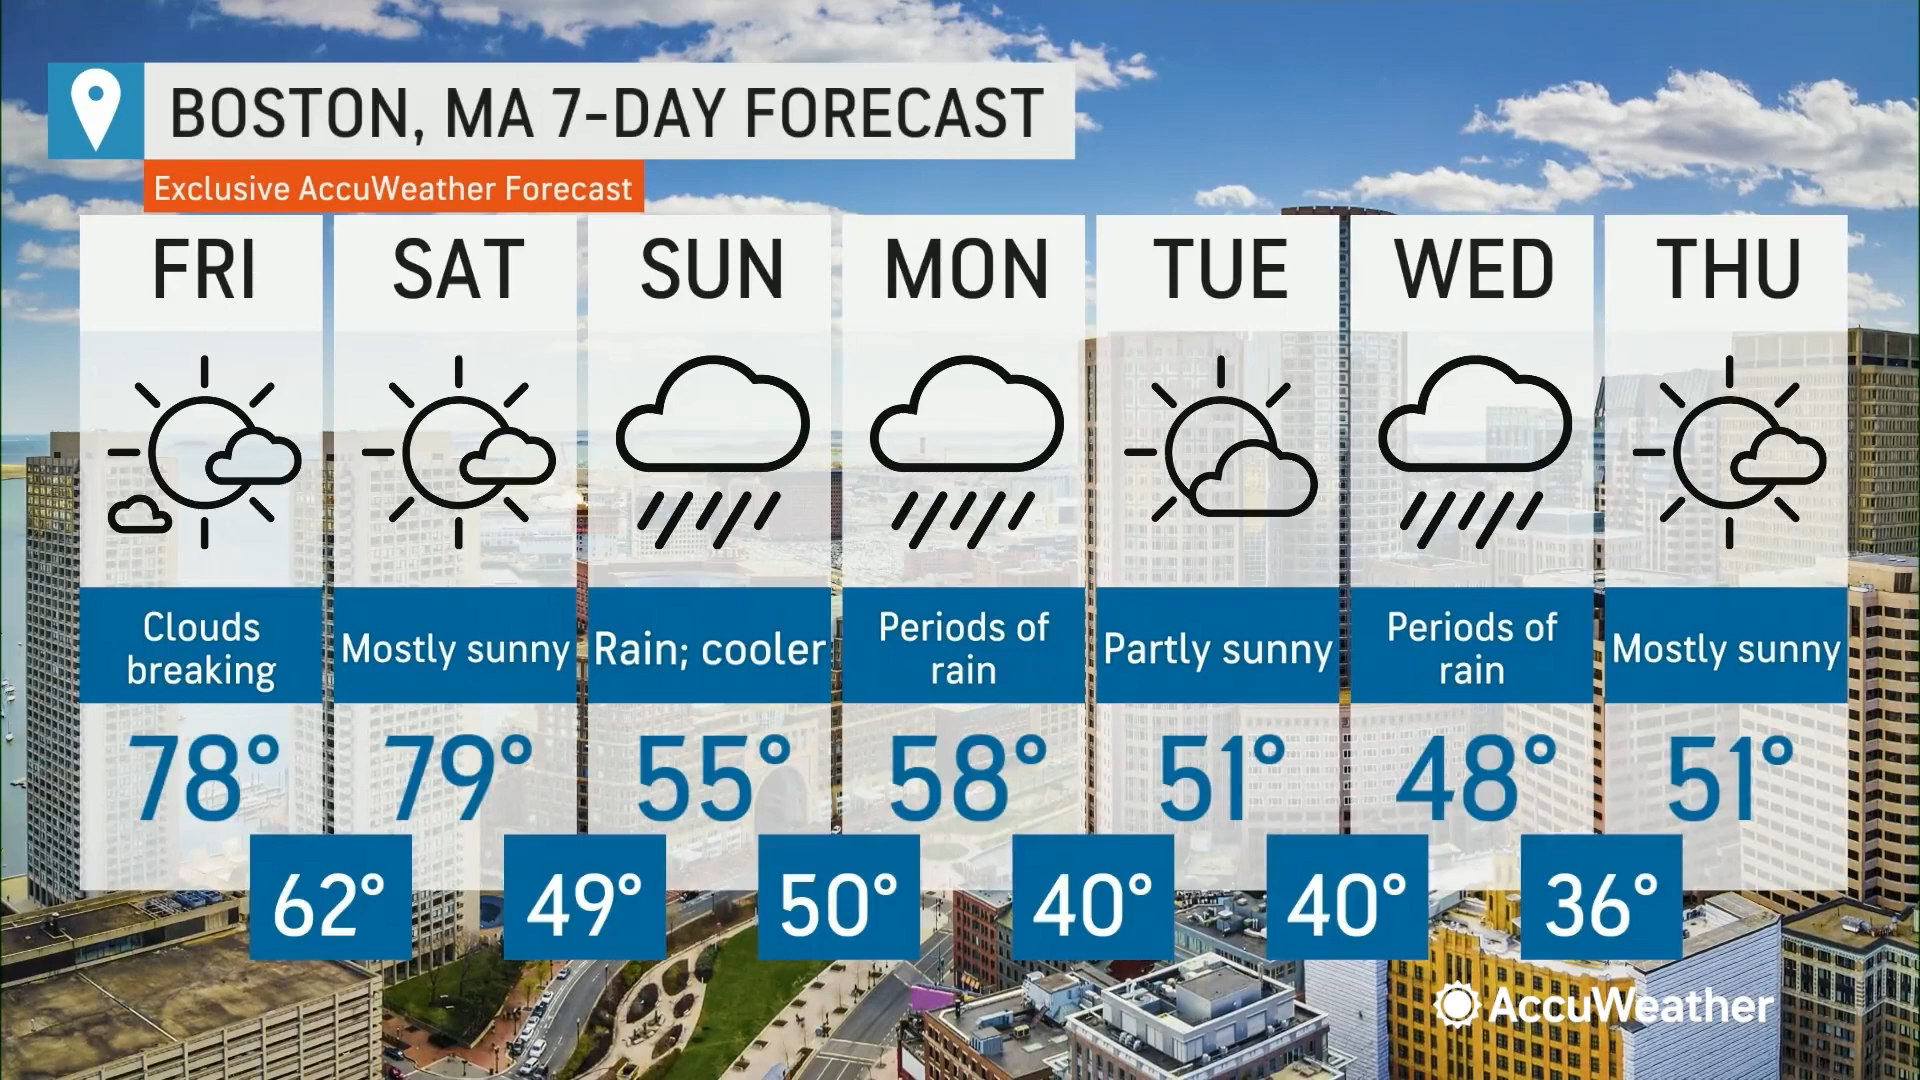 BOSTON, MA 7-DAY FORECAST
Exclusive AccuWeather Forecast
FRI
SAT
SUN
MON
TUE
WED
THU
Clouds
breaking
Mostly sunny
Rain; cooler
Periods of
rain
Partly sunny
Periods of
rain
Mostly sunny
78°
79°
55°
58°
51°
48°
51°
62°
49°
50°
40°
40°
36°
AccuWeather